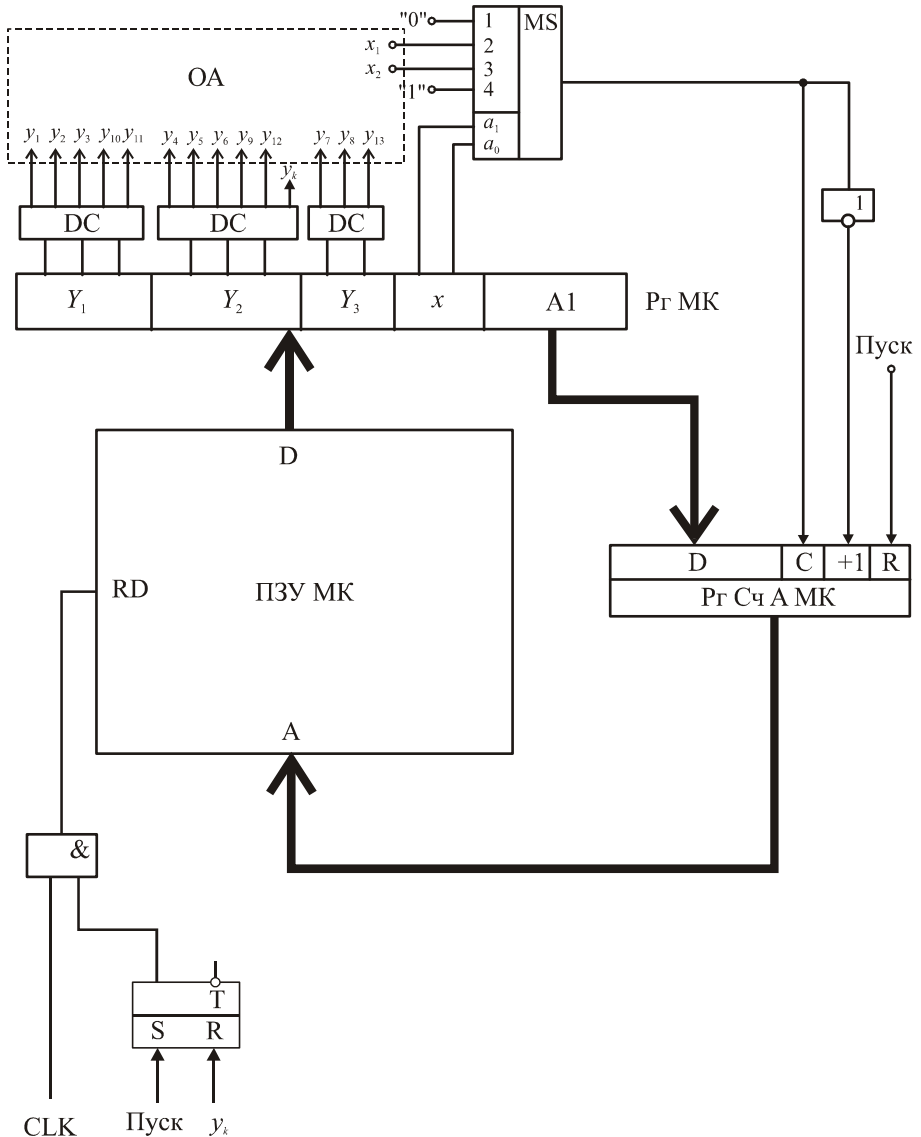 "0" 1 MS
x₁ 2
ОА
x₂ 3
"1" 4
a₁
a₀
y₁ y₂ y₃ y₁₀ y₁₁ y₄ y₅ y₆ y₉ y₁₂ y₇ y₈ y₁₃
yₖ
DC DC DC
1
Y₁ Y₂ Y₃ x A1 Рг МК
Пуск
D
D C +1 R
RD ПЗУ МК Рг Сч А МК
A
&
T
S R
CLK Пуск yₖ